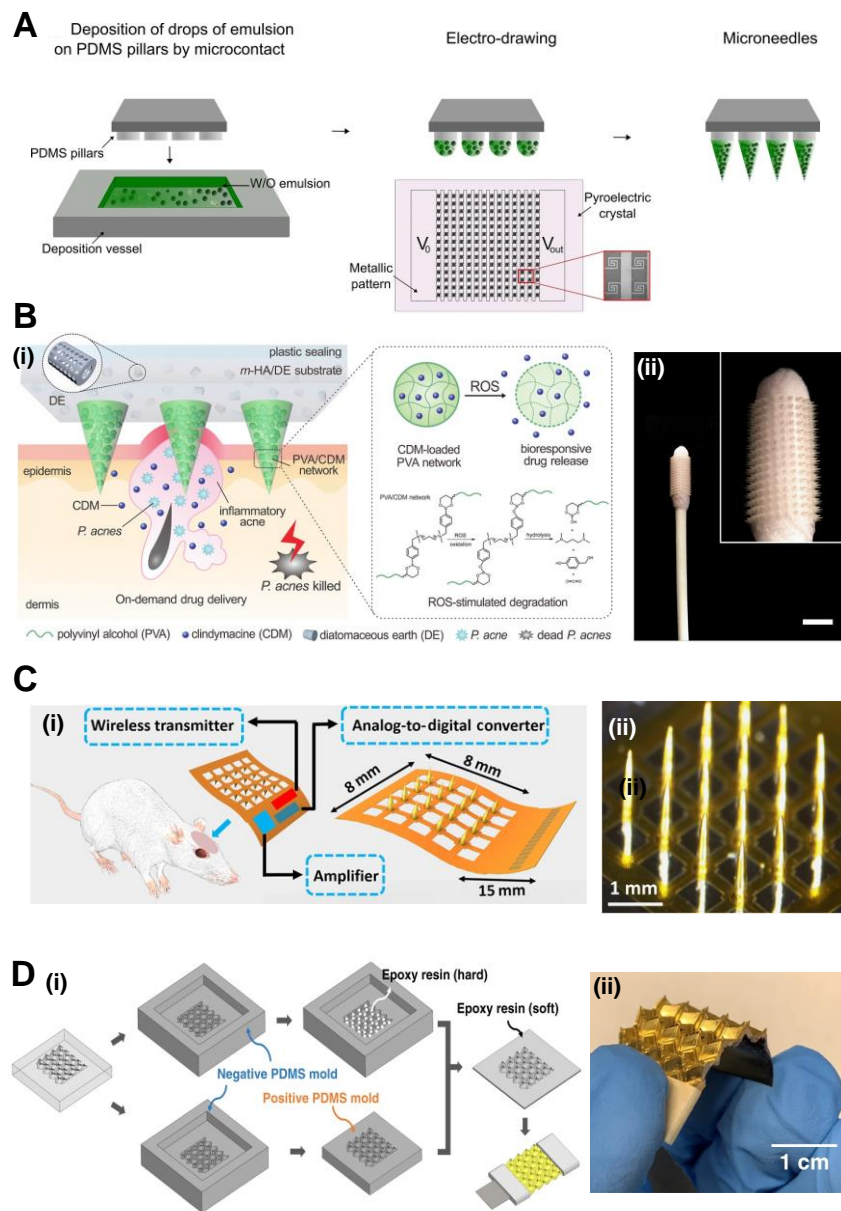 A
Deposition of drops of emulsion
on PDMS pillars by microcontact
Electro-drawing
Microneedles
PDMS pillars
W/O emulsion
Deposition vessel
Pyroelectric
crystal
V0
Vout
Metallic
pattern
B
(i)
plastic sealing
m-HA/DE substrate
DE
epidermis
PVA/CDM
network
CDM
P. acnes
inflammatory
acne
P. acnes killed
On-demand drug delivery
dermis
ROS
CDM-loaded
PVA network
bioresponsive
drug release
PVA/CDM network
ROS
oxidation
hydrolysis
ROS-stimulated degradation
polyvinyl alcohol (PVA)
clindymacine (CDM)
diatomaceous earth (DE)
P. acne
dead P. acnes
(ii)
C
(i)
Wireless transmitter
Analog-to-digital converter
8 mm
8 mm
Amplifier
15 mm
(ii)
(ii)
1 mm
D
(i)
Epoxy resin (hard)
Epoxy resin (soft)
Negative PDMS mold
Positive PDMS mold
(ii)
1 cm